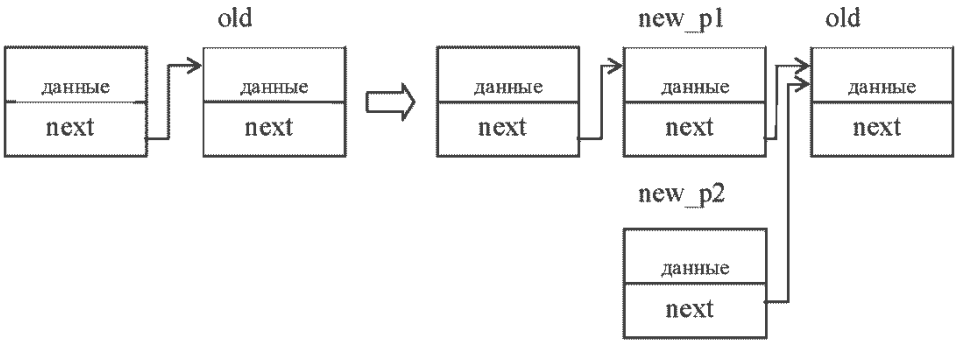 old
new_p1
old
данные
данные
данные
данные
данные
next
next
next
next
next
new_p2
данные
next